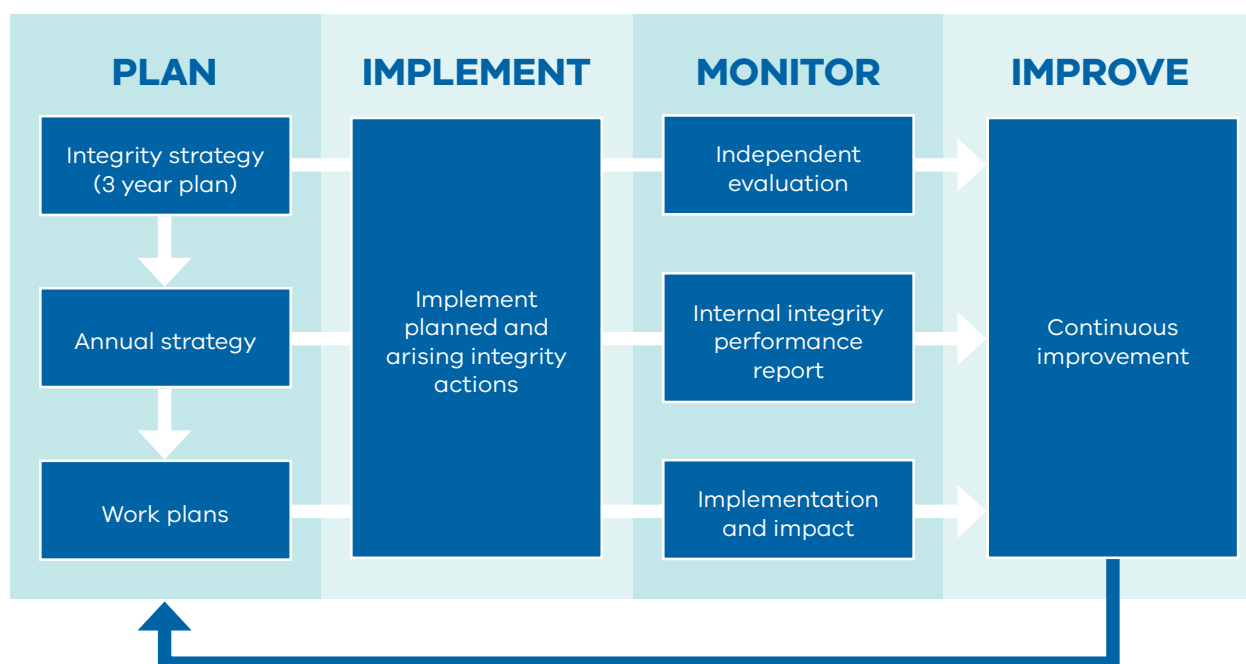 PLAN
Integrity strategy
(3 year plan)
Annual strategy
Work plans
IMPLEMENT
Implement
planned and
arising integrity
actions
MONITOR
Independent
evaluation
Internal integrity
performance
report
Implementation
and impact
IMPROVE
Continuous
improvement